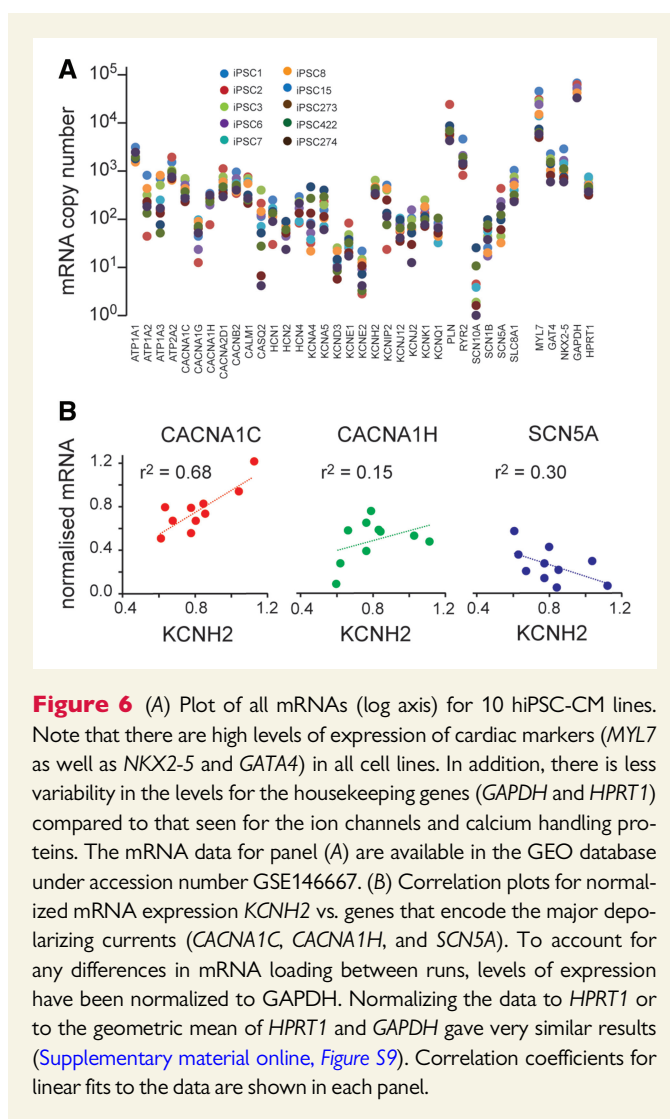 A
mRNA copy number
10⁵
10⁴
10³
10²
10¹
10⁰
iPSC1
iPSC2
iPSC3
iPSC6
iPSC7
iPSC8
iPSC15
iPSC273
iPSC422
iPSC274
ATP1A1
ATP1A2
ATP1A3
ATP2A2
CACNA1C
CACNA1G
CACNA1H
CACNA2D1
CACNB2
CALM1
CASQ2
HCN1
HCN2
HCN4
KCNA4
KCNA5
KCND3
KCNE1
KCNE2
KCNH2
KCNIP2
KCNJ12
KCNJ2
KCNK1
KCNQ1
PLN
RYR2
SCN10A
SCN1B
SCN5A
SLC8A1
MYL7
GAT4
NKX2-5
GAPDH
HPRT1
B
normalised mRNA
1.2
0.8
0.4
0.0
CACNA1C
r² = 0.68
0.4 0.8 1.2
KCNH2
CACNA1H
r² = 0.15
0.4 0.8 1.2
KCNH2
SCN5A
r² = 0.30
0.4 0.8 1.2
KCNH2
Figure 6 (A) Plot of all mRNAs (log axis) for 10 hiPSC-CM lines.
Note that there are high levels of expression of cardiac markers (MYL7
as well as NKX2-5 and GATA4) in all cell lines. In addition, there is less
variability in the levels for the housekeeping genes (GAPDH and HPRT1)
compared to that seen for the ion channels and calcium handling pro-
teins. The mRNA data for panel (A) are available in the GEO database
under accession number GSE146667. (B) Correlation plots for normal-
ized mRNA expression KCNH2 vs. genes that encode the major depo-
larizing currents (CACNA1C, CACNA1H, and SCN5A). To account for
any differences in mRNA loading between runs, levels of expression
have been normalized to GAPDH. Normalizing the data to HPRT1 or
to the geometric mean of HPRT1 and GAPDH gave very similar results
(Supplementary material online, Figure S9). Correlation coefficients for
linear fits to the data are shown in each panel.